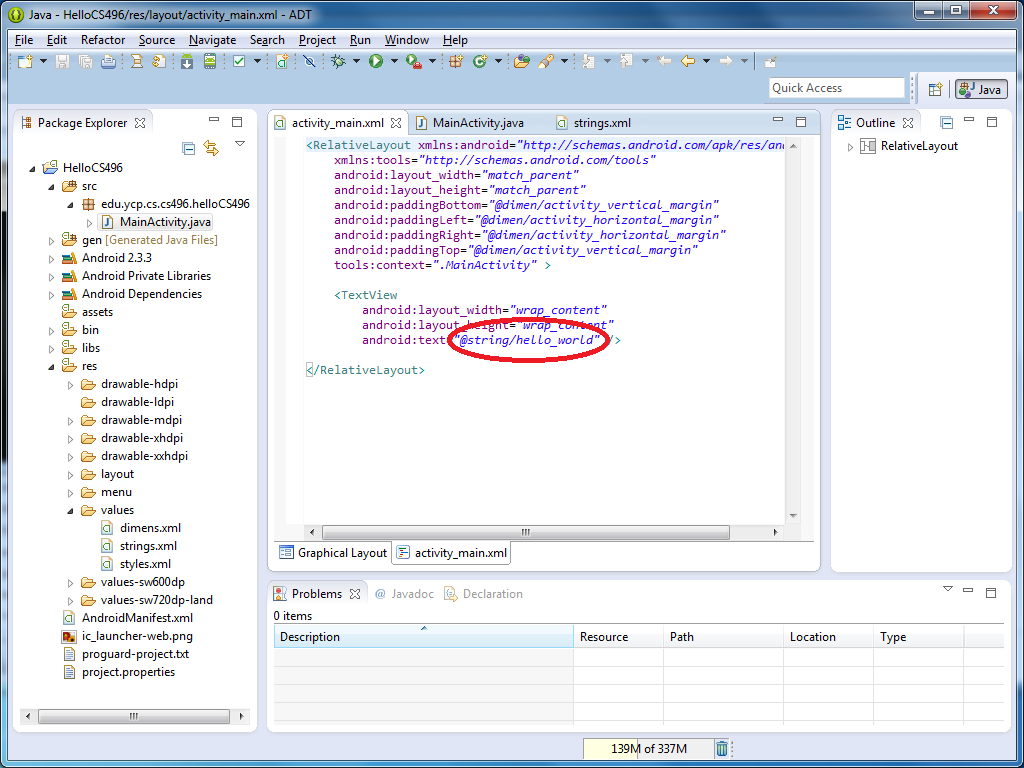 Java - HelloCS496/res/layout/activity_main.xml - ADT
File Edit Refactor Source Navigate Search Project Run Window Help
Quick Access
Java
Package Explorer
HelloCS496
src
edu.ycp.cs.cs496.helloCS496
MainActivity.java
gen [Generated Java Files]
Android 2.3.3
Android Private Libraries
Android Dependencies
assets
bin
libs
res
drawable-hdpi
drawable-ldpi
drawable-mdpi
drawable-xhdpi
drawable-xxhdpi
layout
menu
values
dimens.xml
strings.xml
styles.xml
values-sw600dp
values-sw720dp-land
AndroidManifest.xml
ic_launcher-web.png
proguard-project.txt
project.properties
activity_main.xml MainActivity.java strings.xml
<RelativeLayout xmlns:android="http://schemas.android.com/apk/res/an
xmlns:tools="http://schemas.android.com/tools"
android:layout_width="match_parent"
android:layout_height="match_parent"
android:paddingBottom="@dimen/activity_vertical_margin"
android:paddingLeft="@dimen/activity_horizontal_margin"
android:paddingRight="@dimen/activity_horizontal_margin"
android:paddingTop="@dimen/activity_vertical_margin"
tools:context=".MainActivity" >
<TextView
android:layout_width="wrap_content"
android:layout_height="wrap_content"
android:text="@string/hello_world" />
</RelativeLayout>
Graphical Layout activity_main.xml
Outline
RelativeLayout
Problems @ Javadoc Declaration
0 items
Description Resource Path Location Type
139M of 337M